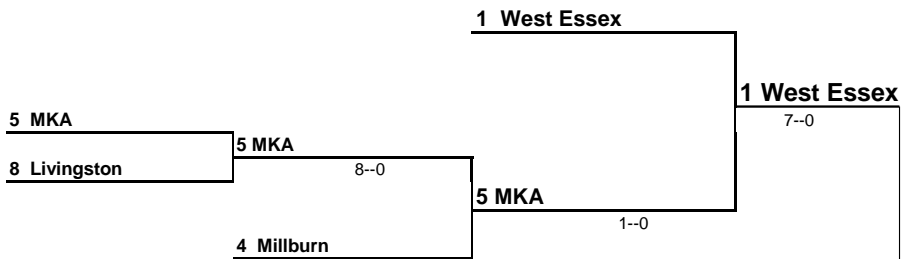 1 West Essex
1 West Essex
7--0
5 MKA
5 MKA
8 Livingston
8--0
5 MKA
1--0
4 Millburn